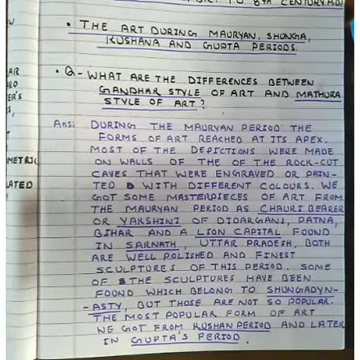 TO 8TH CENTURY A.D)
• THE ART DURING MAURYAN, SHUNGA,
KUSHANA AND GUPTA PERIODS.
• Q- WHAT ARE THE DIFFERENCES BETWEEN
GANDHAR STYLE OF ART AND MATHURA
STYLE OF ART?
Ans: DURING THE MAURYAN PERIOD THE
FORMS OF ART REACHED AT ITS APEX.
MOST OF THE DEPICTIONS WERE MADE
ON WALLS OF THE OF THE ROCK-CUT
CAVES THAT WERE ENGRAVED OR PAIN-
TED WITH DIFFERENT COLOURS. WE
GOT SOME MASTERPIECES OF ART FROM
THE MAURYAN PERIOD AS CHAURI BEARER
OR YAKSHINI OF DIDARGANJ, PATNA,
BIHAR AND A LION CAPITAL FOUND
IN SARNATH, UTTAR PRADESH, BOTH
ARE WELL POLISHED AND FINEST
SCULPTURES OF THIS PERIOD. SOME
OF THE SCULPTURES HAVE BEEN
FOUND WHICH BELONG TO SHUNGADYN-
-ASTY, BUT THOSE ARE NOT SO POPULAR.
THE MOST POPULAR FORM OF ART
WE GOT FROM KUSHAN PERIOD AND LATER
IN GUPTA'S PERIOD.